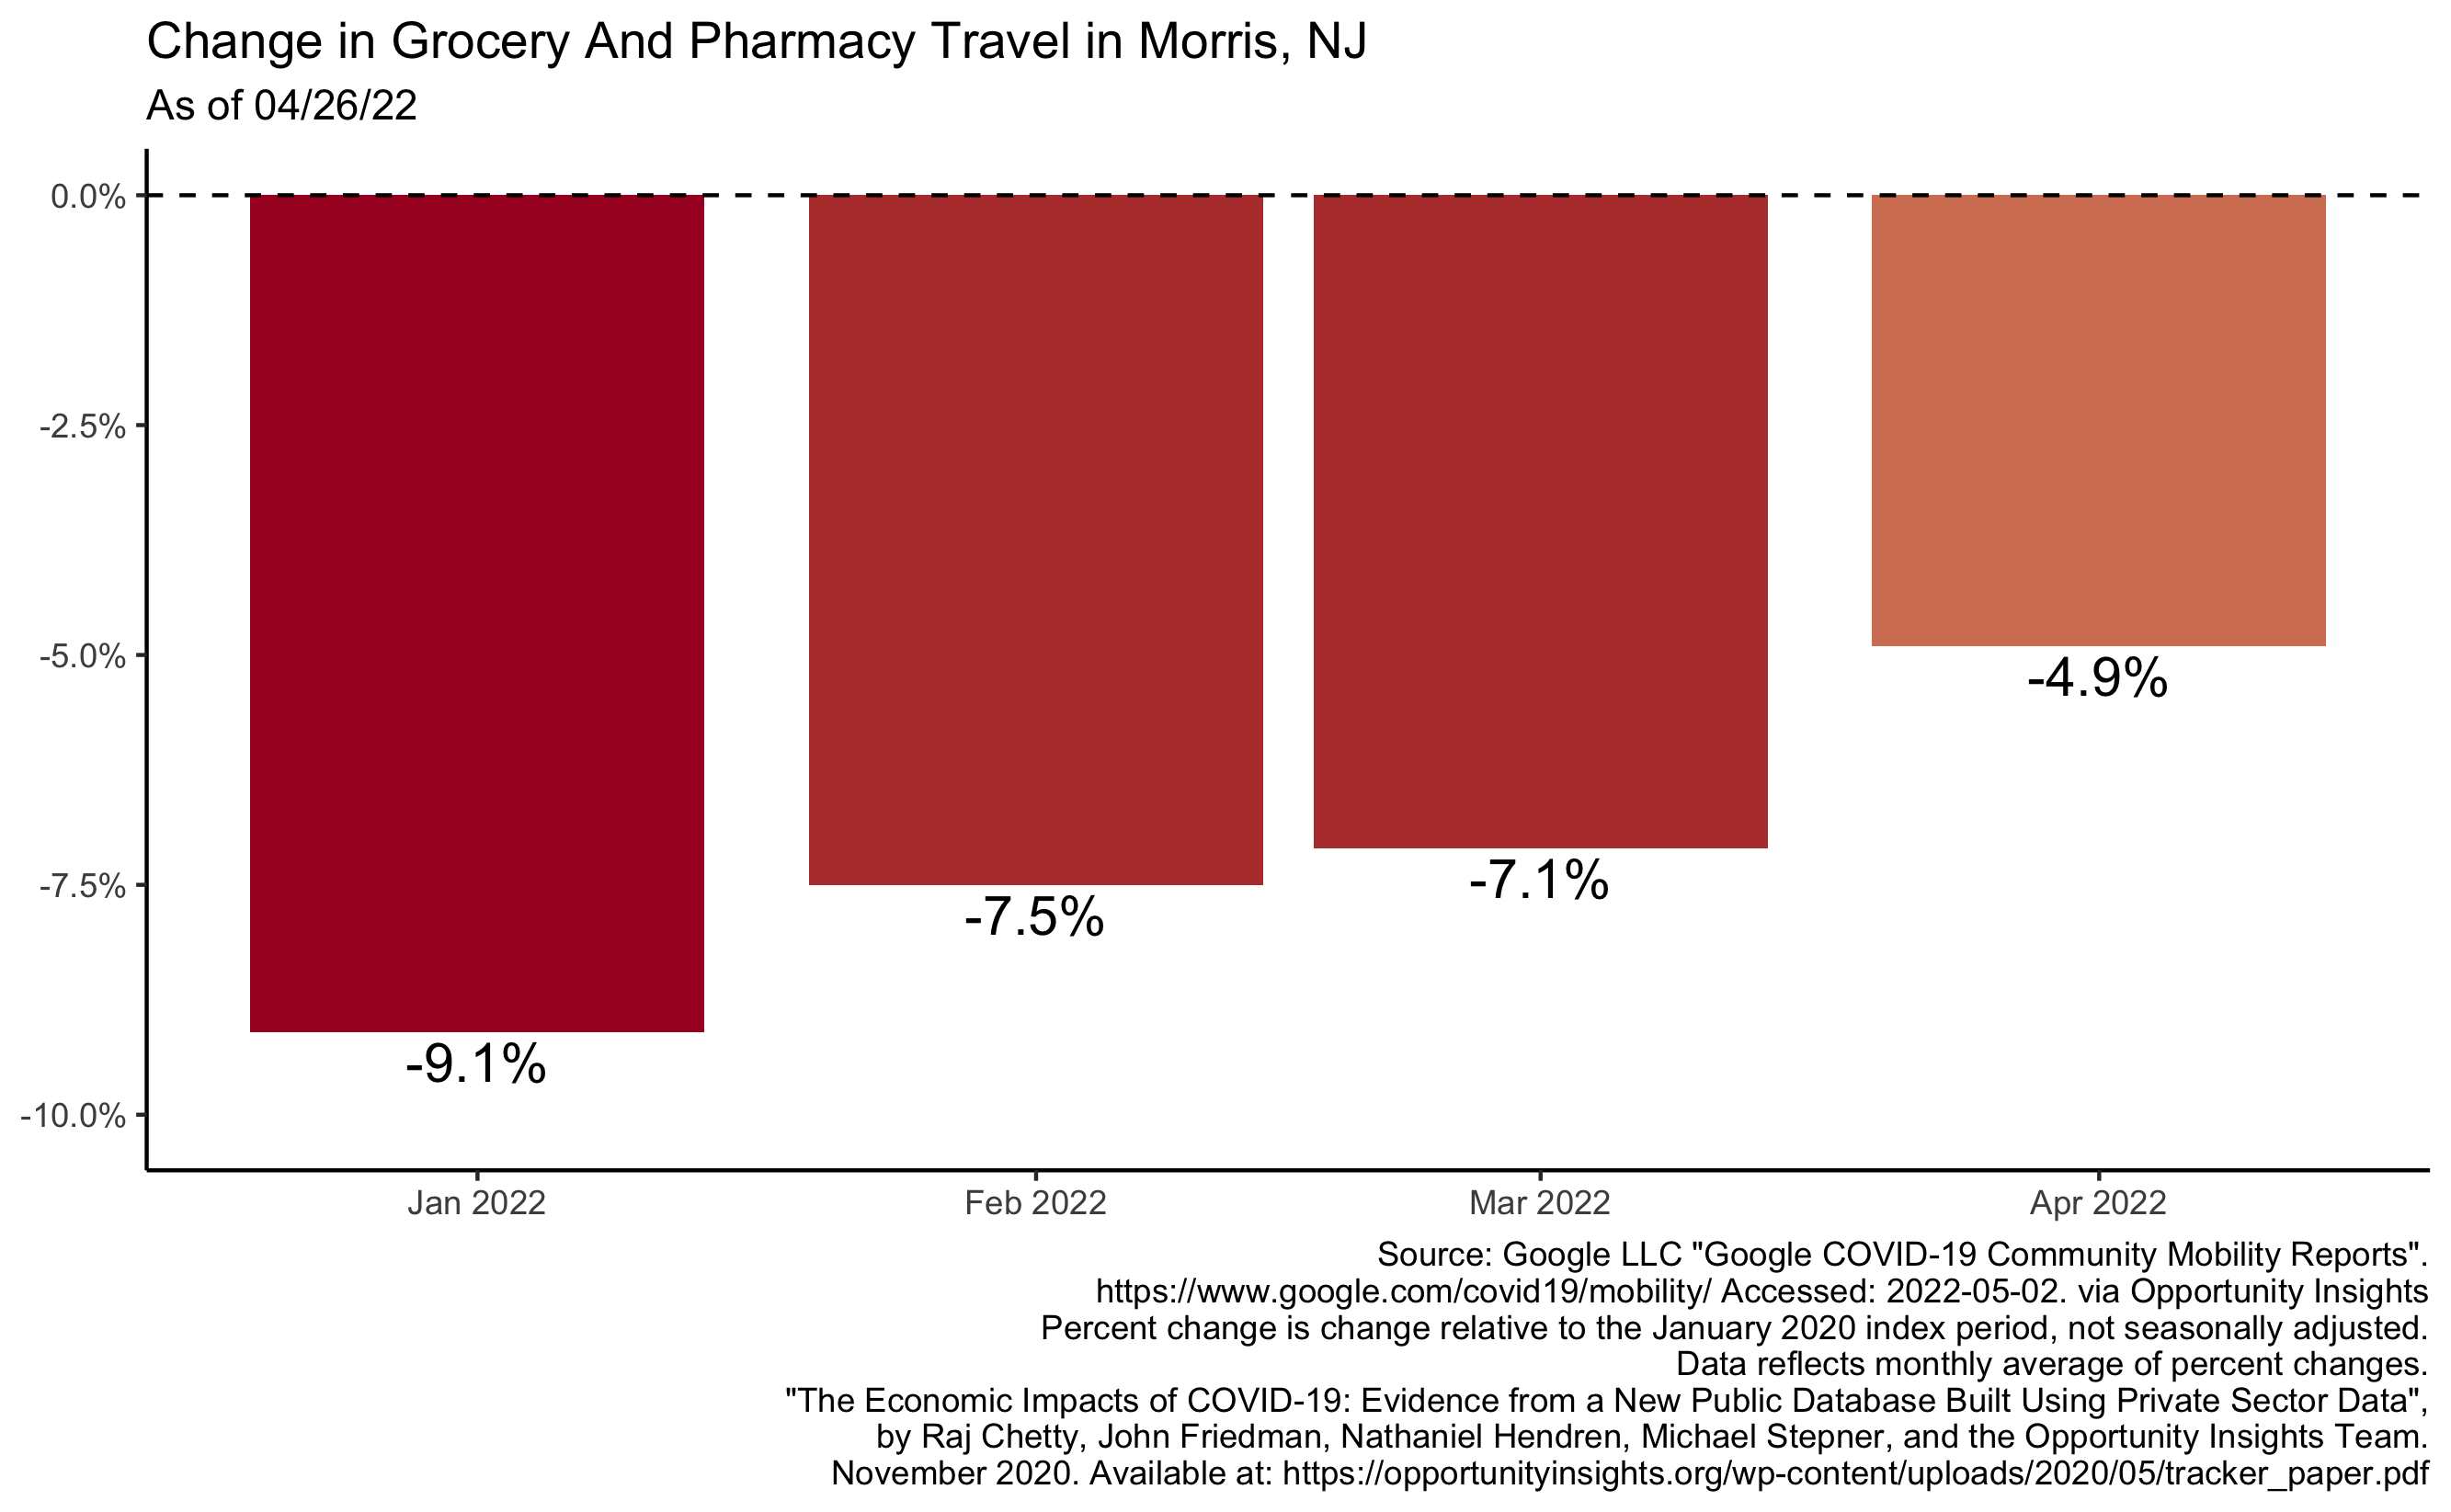 Change in Grocery And Pharmacy Travel in Morris, NJ
As of 04/26/22
0.0%
-2.5%
-5.0%
-7.5%
-10.0%
-9.1%
-7.5%
-7.1%
-4.9%
Jan 2022
Feb 2022
Mar 2022
Apr 2022
Source: Google LLC "Google COVID-19 Community Mobility Reports".
https://www.google.com/covid19/mobility/ Accessed: 2022-05-02. via Opportunity Insights
Percent change is change relative to the January 2020 index period, not seasonally adjusted.
Data reflects monthly average of percent changes.
"The Economic Impacts of COVID-19: Evidence from a New Public Database Built Using Private Sector Data",
by Raj Chetty, John Friedman, Nathaniel Hendren, Michael Stepner, and the Opportunity Insights Team.
November 2020. Available at: https://opportunityinsights.org/wp-content/uploads/2020/05/tracker_paper.pdf